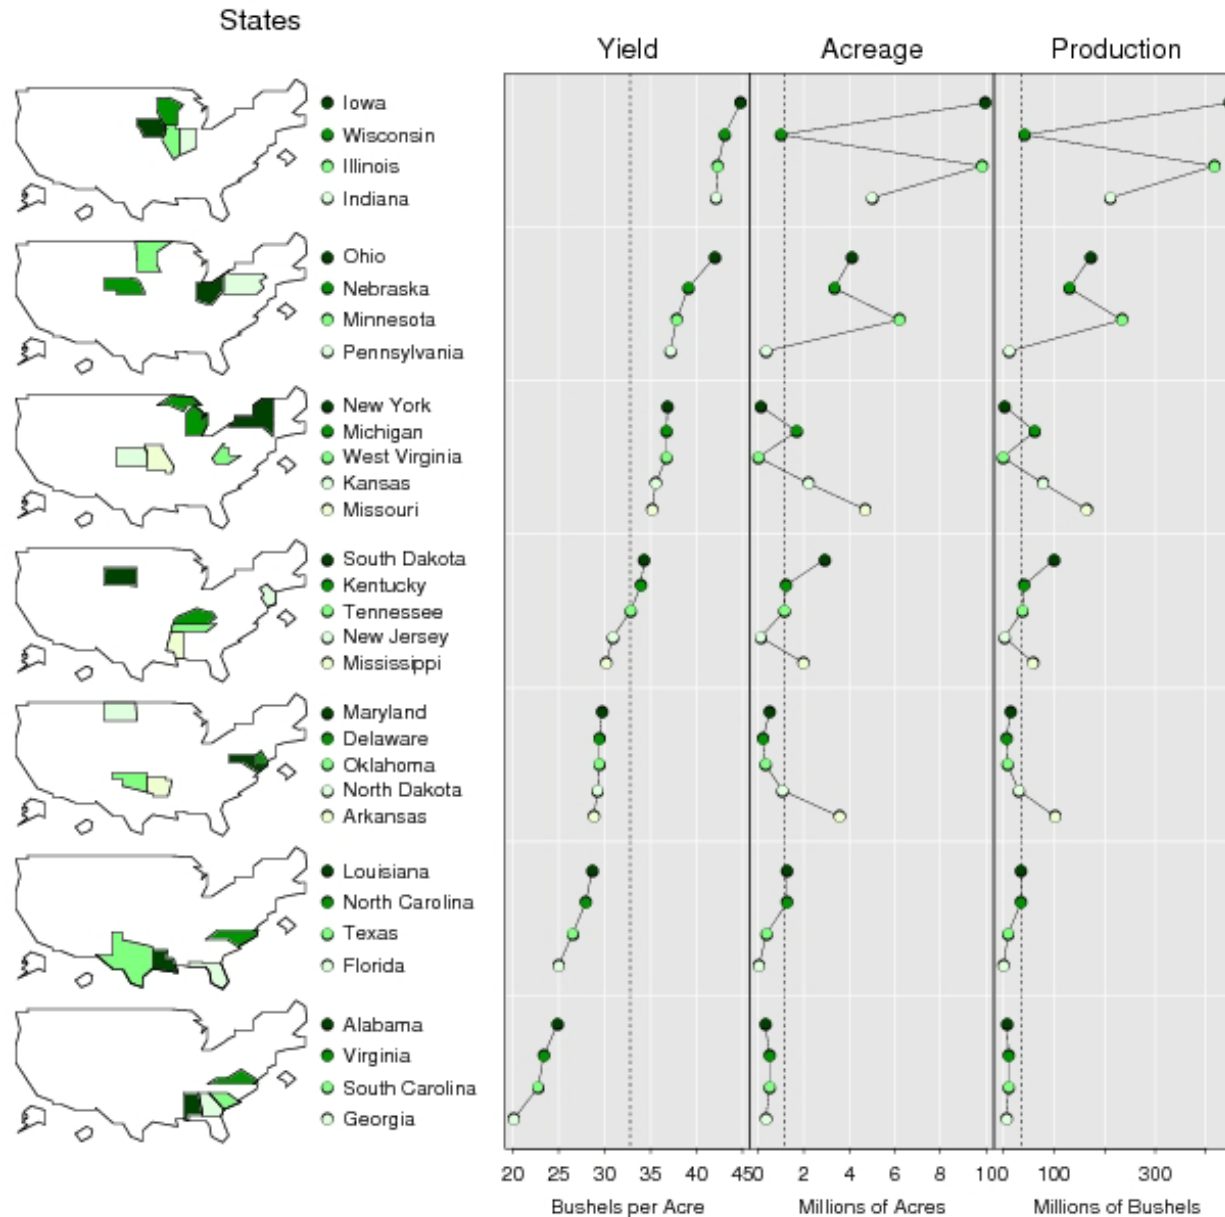 States
Yield Acreage Production
Iowa
Wisconsin
Illinois
Indiana
Ohio
Nebraska
Minnesota
Pennsylvania
New York
Michigan
West Virginia
Kansas
Missouri
South Dakota
Kentucky
Tennessee
New Jersey
Mississippi
Maryland
Delaware
Oklahoma
North Dakota
Arkansas
Louisiana
North Carolina
Texas
Florida
Alabama
Virginia
South Carolina
Georgia
20 25 30 35 40 45 0 2 4 6 8 10 0 100 300
Bushels per Acre Millions of Acres Millions of Bushels